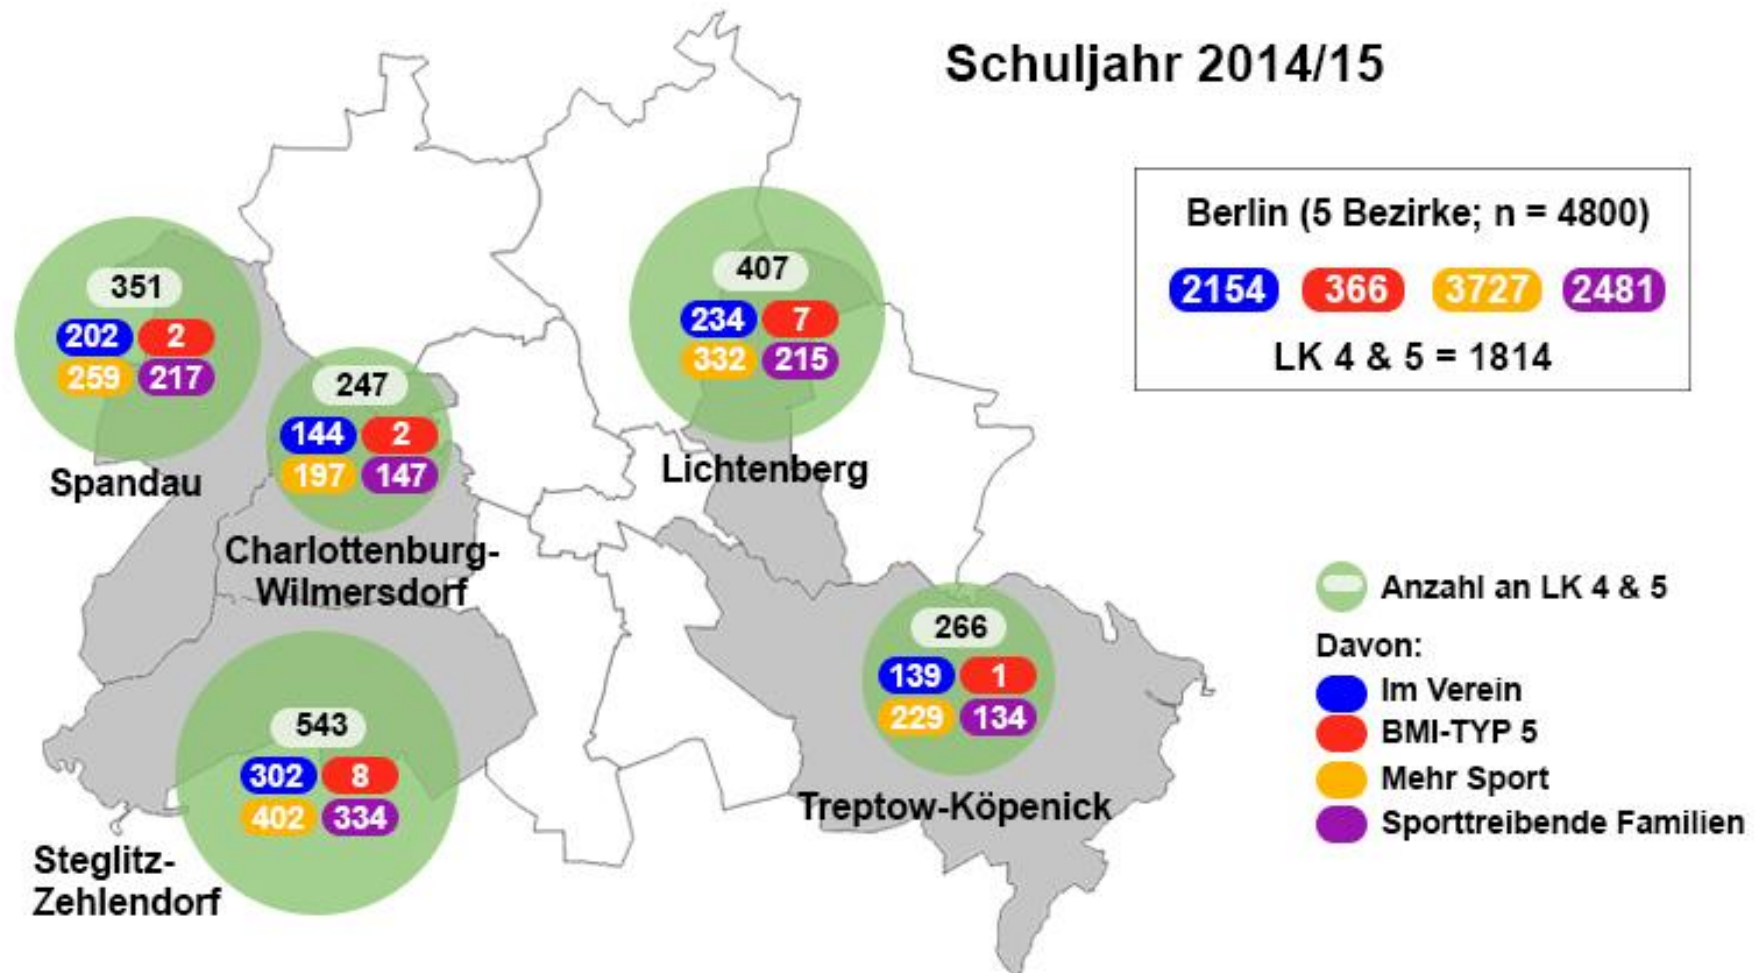 Schuljahr 2014/15
Berlin (5 Bezirke; n = 4800)
2154 366 3727 2481
LK 4 & 5 = 1814
351
202 2
259 217
Spandau
247
144 2
197 147
Charlottenburg-
Wilmersdorf
407
234 7
332 215
Lichtenberg
543
302 8
402 334
Steglitz-
Zehlendorf
266
139 1
229 134
Treptow-Köpenick
Anzahl an LK 4 & 5
Davon:
Im Verein
BMI-TYP 5
Mehr Sport
Sporttreibende Familien